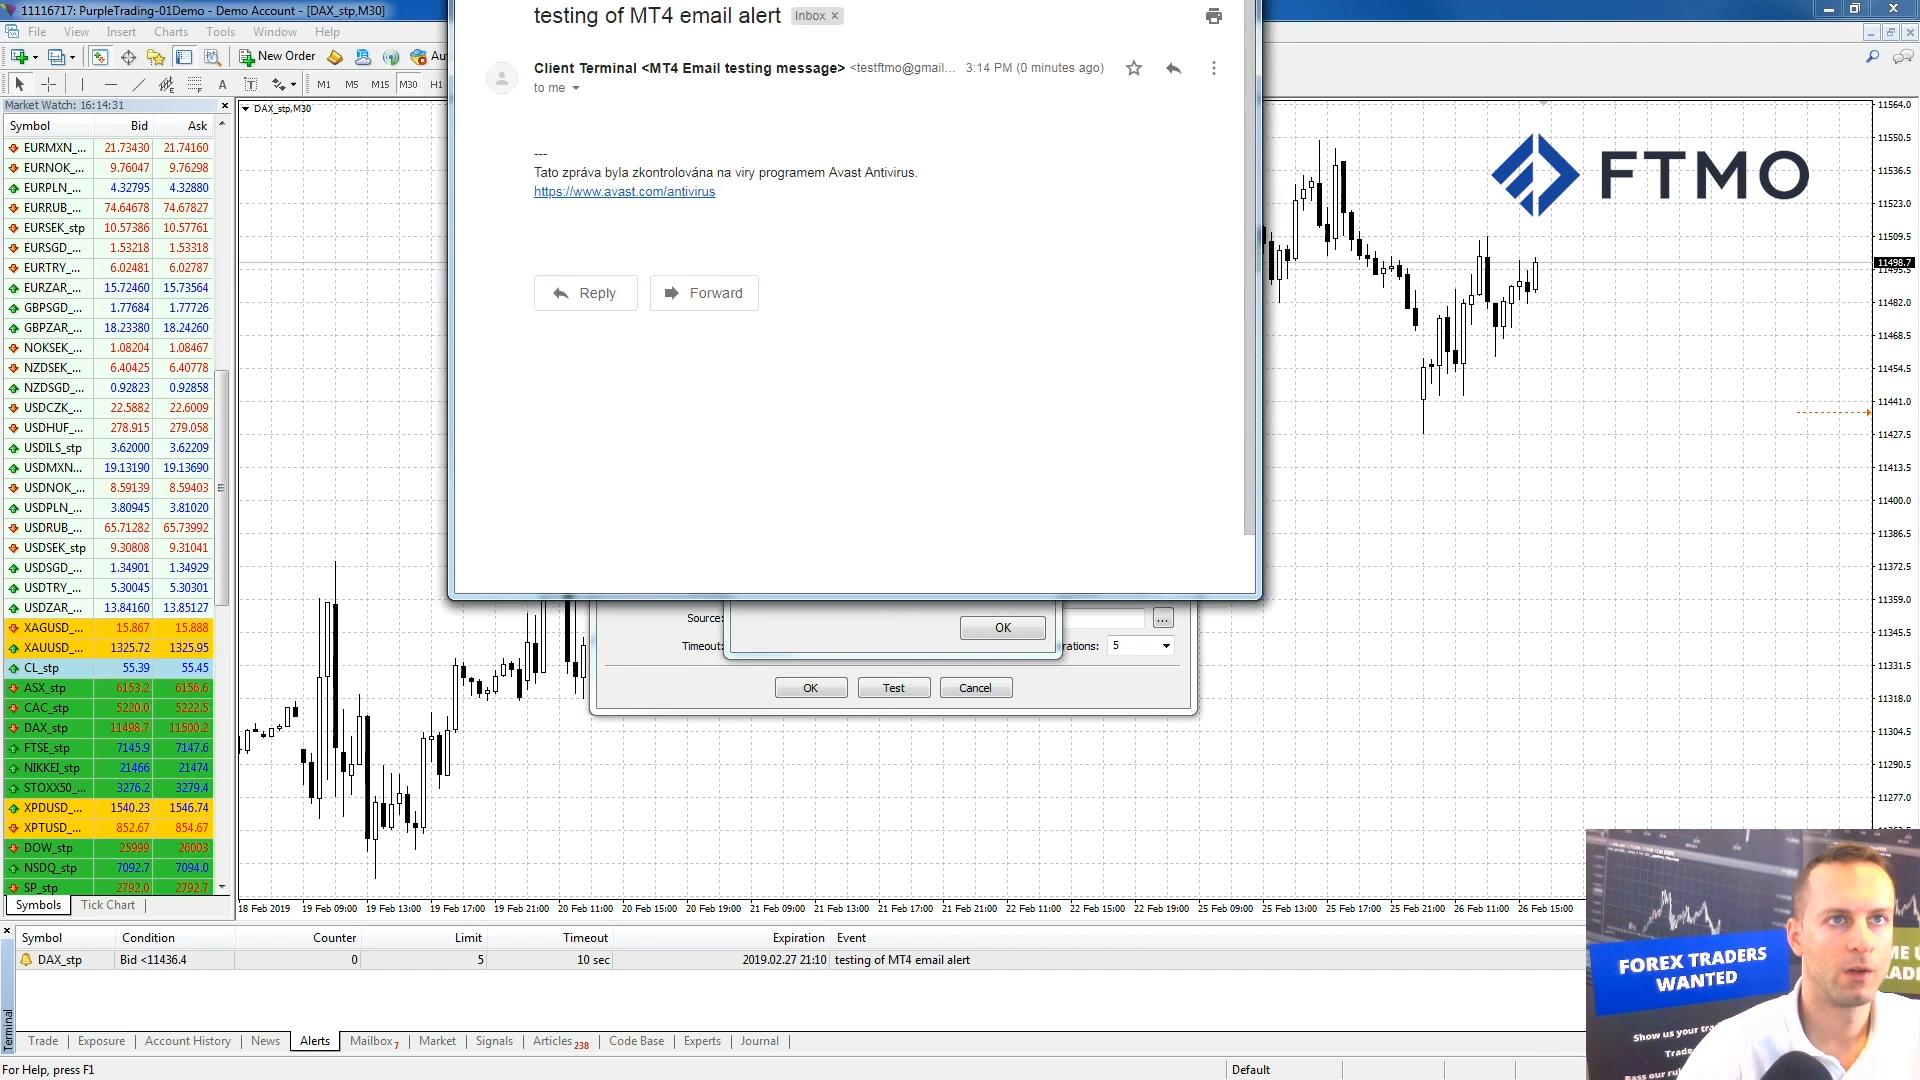 11116717: PurpleTrading-01Demo - Demo Account - [DAX_stp,M30]
File View Insert Charts Tools Window Help
New Order
M1 M5 M15 M30 H1
Market Watch: 16:14:31
Symbol Bid Ask
EURMXN_... 21.73430 21.74160
EURNOK_... 9.76047 9.76298
EURPLN_... 4.32795 4.32880
EURRUB_... 74.64678 74.67827
EURSEK_stp 10.57386 10.57761
EURSGD_... 1.53218 1.53318
EURTRY_... 6.02481 6.02787
EURZAR_... 15.72460 15.73564
GBPSGD_... 1.77684 1.77726
GBPZAR_... 18.23380 18.24260
NOKSEK_... 1.08204 1.08467
NZDSEK_... 6.40425 6.40778
NZDSGD_... 0.92823 0.92858
USDCZK_... 22.5882 22.6009
USDHUF_... 278.915 279.058
USDILS_stp 3.62000 3.62209
USDMXN... 19.13190 19.13690
USDNOK_... 8.59139 8.59403
USDPLN_... 3.80945 3.81020
USDRUB_... 65.71282 65.73992
USDSEK_stp 9.30808 9.31041
USDSGD_... 1.34901 1.34929
USDTRY_... 5.30045 5.30301
USDZAR_... 13.84160 13.85127
XAGUSD_... 15.867 15.888
XAUUSD_... 1325.72 1325.95
CL_stp 55.39 55.45
ASX_stp 6153.2 6156.6
CAC_stp 5220.0 5222.5
DAX_stp 11498.7 11500.2
FTSE_stp 7145.9 7147.6
NIKKEI_stp 21466 21474
STOXX50_... 3276.2 3279.4
XPDUSD_... 1540.23 1546.74
XPTUSD_... 852.67 854.67
DOW_stp 25999 26003
NSDQ_stp 7092.7 7094.0
SP_stp 2792.0 2792.7
Symbols Tick Chart
DAX_stp,M30
testing of MT4 email alert Inbox ×
Client Terminal <MT4 Email testing message> <testftmo@gmail... 3:14 PM (0 minutes ago)
to me
---
Tato zpráva byla zkontrolována na viry programem Avast Antivirus.
https://www.avast.com/antivirus
Reply Forward
Source: ...
OK
Timeout: rations: 5
OK Test Cancel
FTMO
11564.0
11550.5
11536.5
11523.0
11509.5
11498.7
11495.5
11482.0
11468.5
11454.5
11441.0
11427.5
11413.5
11400.0
11386.5
11372.5
11359.0
11345.5
11331.5
11318.0
11304.5
11290.5
11277.0
18 Feb 2019 19 Feb 09:00 19 Feb 13:00 19 Feb 17:00 19 Feb 21:00 20 Feb 11:00 20 Feb 15:00 20 Feb 19:00 21 Feb 09:00 21 Feb 13:00 21 Feb 17:00 21 Feb 21:00 22 Feb 11:00 22 Feb 15:00 22 Feb 19:00 25 Feb 09:00 25 Feb 13:00 25 Feb 17:00 25 Feb 21:00 26 Feb 11:00 26 Feb 15:00
Symbol Condition Counter Limit Timeout Expiration Event
DAX_stp Bid <11436.4 0 5 10 sec 2019.02.27 21:10 testing of MT4 email alert
Terminal
Trade Exposure Account History News Alerts Mailbox 7 Market Signals Articles 238 Code Base Experts Journal
For Help, press F1
Default
FOREX TRADERS
WANTED
Show us your